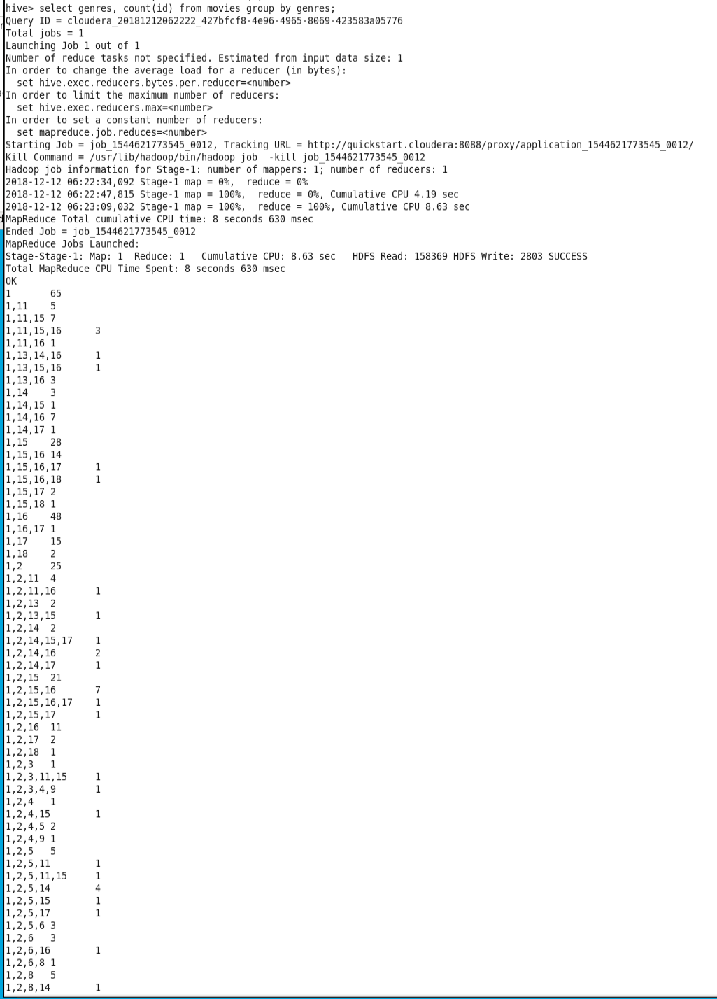 hive> select genres, count(id) from movies group by genres;
Query ID = cloudera_20181212062222_427bfcf8-4e96-4965-8069-423583a05776
Total jobs = 1
Launching Job 1 out of 1
Number of reduce tasks not specified. Estimated from input data size: 1
In order to change the average load for a reducer (in bytes):
  set hive.exec.reducers.bytes.per.reducer=<number>
In order to limit the maximum number of reducers:
  set hive.exec.reducers.max=<number>
In order to set a constant number of reducers:
  set mapreduce.job.reduces=<number>
Starting Job = job_1544621773545_0012, Tracking URL = http://quickstart.cloudera:8088/proxy/application_1544621773545_0012/
Kill Command = /usr/lib/hadoop/bin/hadoop job  -kill job_1544621773545_0012
Hadoop job information for Stage-1: number of mappers: 1; number of reducers: 1
2018-12-12 06:22:34,092 Stage-1 map = 0%,  reduce = 0%
2018-12-12 06:22:47,815 Stage-1 map = 100%,  reduce = 0%, Cumulative CPU 4.19 sec
2018-12-12 06:23:09,032 Stage-1 map = 100%,  reduce = 100%, Cumulative CPU 8.63 sec
MapReduce Total cumulative CPU time: 8 seconds 630 msec
Ended Job = job_1544621773545_0012
MapReduce Jobs Launched:
Stage-Stage-1: Map: 1  Reduce: 1   Cumulative CPU: 8.63 sec   HDFS Read: 158369 HDFS Write: 2803 SUCCESS
Total MapReduce CPU Time Spent: 8 seconds 630 msec
OK
1	65
1,11	5
1,11,15	7
1,11,15,16	3
1,11,16	1
1,13,14,16	1
1,13,15,16	1
1,13,16	3
1,14	3
1,14,15	1
1,14,16	7
1,14,17	1
1,15	28
1,15,16	14
1,15,16,17	1
1,15,16,18	1
1,15,17	2
1,15,18	1
1,16	48
1,16,17	1
1,17	15
1,18	2
1,2	25
1,2,11	4
1,2,11,16	1
1,2,13	2
1,2,13,15	1
1,2,14	2
1,2,14,15,17	1
1,2,14,16	2
1,2,14,17	1
1,2,15	21
1,2,15,16	7
1,2,15,16,17	1
1,2,15,17	1
1,2,16	11
1,2,17	2
1,2,18	1
1,2,3	1
1,2,3,11,15	1
1,2,3,4,9	1
1,2,4	1
1,2,4,15	1
1,2,4,5	2
1,2,4,9	1
1,2,5	5
1,2,5,11	1
1,2,5,11,15	1
1,2,5,14	4
1,2,5,15	1
1,2,5,17	1
1,2,5,6	3
1,2,6	3
1,2,6,16	1
1,2,6,8	1
1,2,8	5
1,2,8,14	1